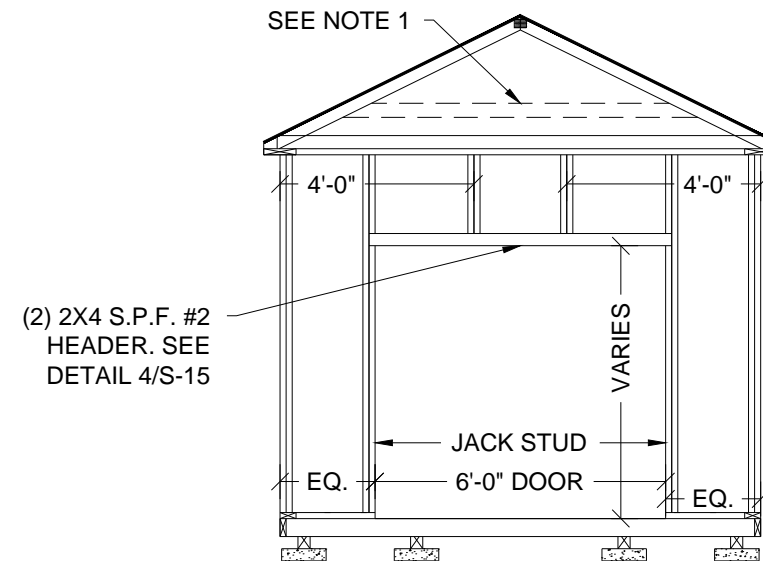 SEE NOTE 1
4'-0" 4'-0"
(2) 2X4 S.P.F. #2
HEADER. SEE
DETAIL 4/S-15
VARIES
JACK STUD
EQ. 6'-0" DOOR EQ.